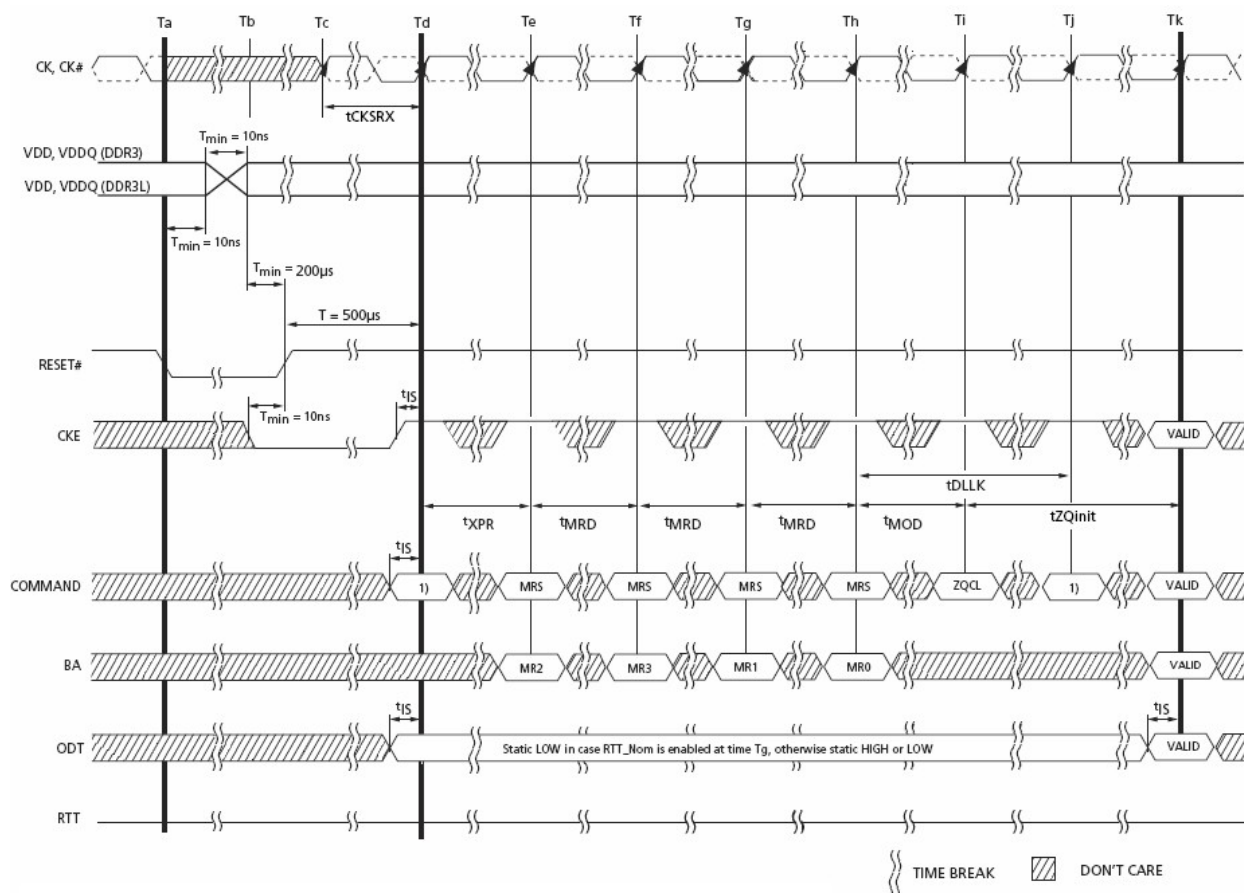 Ta Tb Tc Td Te Tf Tg Th Ti Tj Tk
CK, CK#
tCKSRX
Tmin = 10ns
VDD, VDDQ (DDR3)
VDD, VDDQ (DDR3L)
Tmin = 10ns
Tmin = 200µs
T = 500µs
RESET#
tIS
Tmin = 10ns
CKE
VALID
tDLLK
tXPR tMRD tMRD tMRD tMOD tZQinit
tIS
COMMAND 1) MRS MRS MRS MRS ZQCL 1) VALID
BA MR2 MR3 MR1 MR0 VALID
tIS tIS
ODT Static LOW in case RTT_Nom is enabled at time Tg, otherwise static HIGH or LOW VALID
RTT
TIME BREAK DON'T CARE